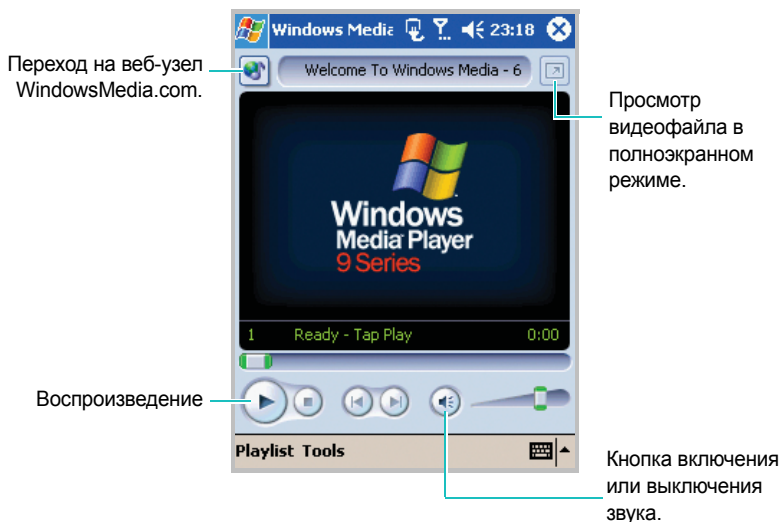 Windows Media 23:18
Переход на веб-узел
WindowsMedia.com.
Welcome To Windows Media - 6
Просмотр
видеофайла в
полноэкранном
режиме.
Windows
Media Player
9 Series
1 Ready - Tap Play 0:00
Воспроизведение
Playlist Tools
Кнопка включения
или выключения
звука.